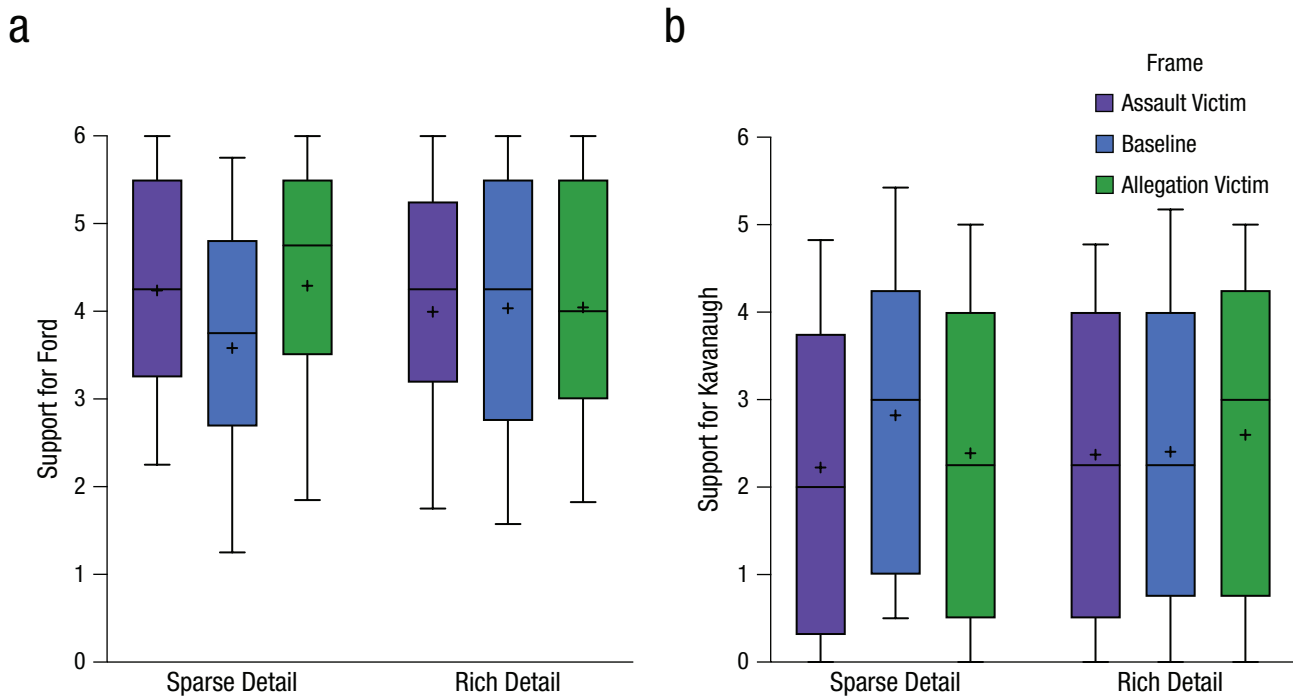 a
Support for Ford
6
5
4
3
2
1
0
Sparse Detail
Rich Detail
b
Frame
Assault Victim
Baseline
Allegation Victim
Support for Kavanaugh
6
5
4
3
2
1
0
Sparse Detail
Rich Detail